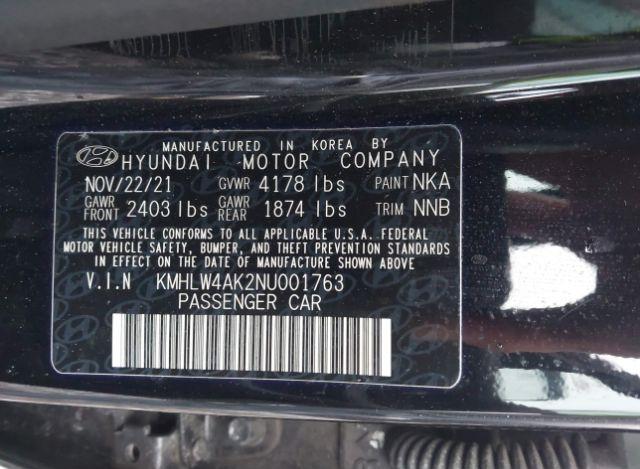 MANUFACTURED IN KOREA BY
HYUNDAI MOTOR COMPANY
NOV/22/21 GVWR 4178 lbs PAINT NKA
GAWR FRONT 2403 lbs GAWR REAR 1874 lbs TRIM NNB
THIS VEHICLE CONFORMS TO ALL APPLICABLE U.S.A. FEDERAL
MOTOR VEHICLE SAFETY, BUMPER, AND THEFT PREVENTION STANDARDS
IN EFFECT ON THE DATE OF MANUFACTURE SHOWN ABOVE
V.I.N KMHLW4AK2NU001763
PASSENGER CAR